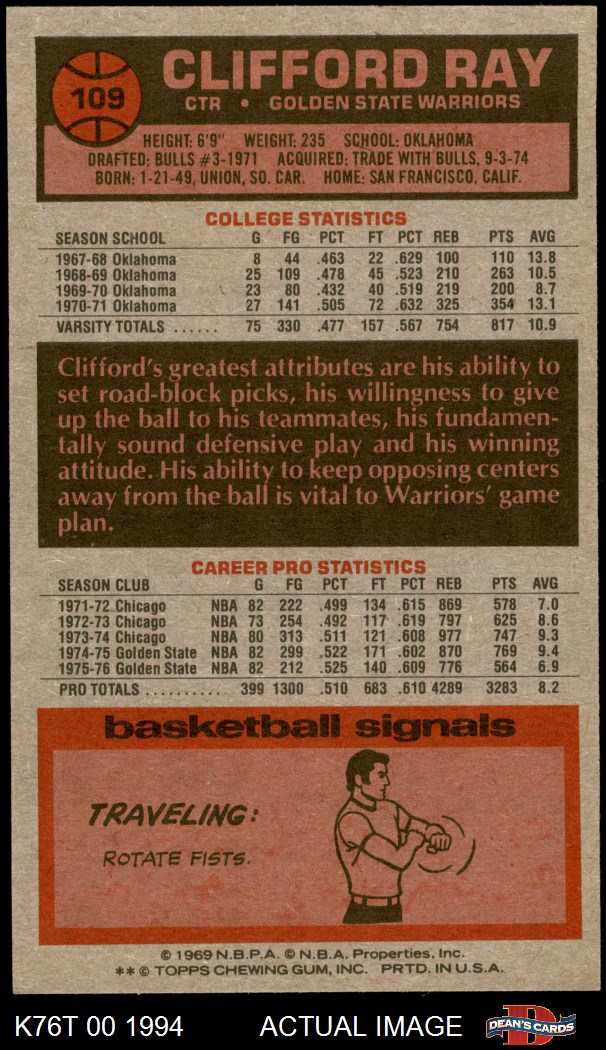 109
CLIFFORD RAY
CTR • GOLDEN STATE WARRIORS
HEIGHT: 6'9" WEIGHT: 235 SCHOOL: OKLAHOMA
DRAFTED: BULLS #3-1971 ACQUIRED: TRADE WITH BULLS, 9-3-74
BORN: 1-21-49, UNION, SO. CAR. HOME: SAN FRANCISCO, CALIF.
COLLEGE STATISTICS
SEASON SCHOOL G FG PCT FT PCT REB PTS AVG
1967-68 Oklahoma 8 44 .463 22 .629 100 110 13.8
1968-69 Oklahoma 25 109 .478 45 .523 210 263 10.5
1969-70 Oklahoma 23 80 .432 40 .519 219 200 8.7
1970-71 Oklahoma 27 141 .505 72 .632 325 354 13.1
VARSITY TOTALS ...... 75 330 .477 157 .567 754 817 10.9
Clifford's greatest attributes are his ability to
set road-block picks, his willingness to give
up the ball to his teammates, his fundamen-
tally sound defensive play and his winning
attitude. His ability to keep opposing centers
away from the ball is vital to Warriors' game
plan.
CAREER PRO STATISTICS
SEASON CLUB G FG PCT FT PCT REB PTS AVG
1971-72 Chicago NBA 82 222 .499 134 .615 869 578 7.0
1972-73 Chicago NBA 73 254 .492 117 .619 797 625 8.6
1973-74 Chicago NBA 80 313 .511 121 .608 977 747 9.3
1974-75 Golden State NBA 82 299 .522 171 .602 870 769 9.4
1975-76 Golden State NBA 82 212 .525 140 .609 776 564 6.9
PRO TOTALS .......... 399 1300 .510 683 .610 4289 3283 8.2
basketball signals
TRAVELING:
ROTATE FISTS.
© 1969 N.B.P.A. © N.B.A. Properties, Inc.
** © TOPPS CHEWING GUM, INC. PRTD. IN U.S.A.
K76T 00 1994 ACTUAL IMAGE
D
DEAN'S CARDS